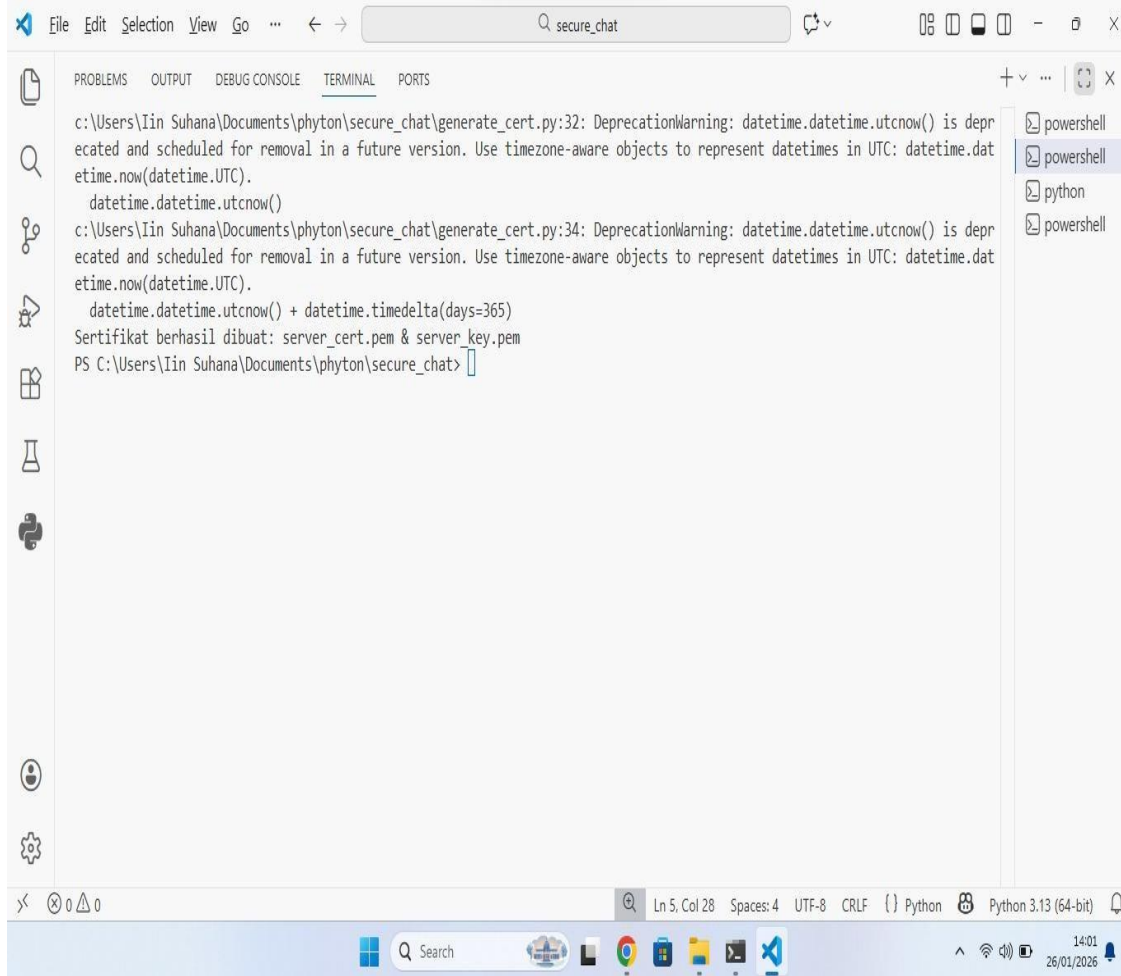 File Edit Selection View Go ··· ← → secure_chat
PROBLEMS OUTPUT DEBUG CONSOLE TERMINAL PORTS
c:\Users\Iin Suhana\Documents\phyton\secure_chat\generate_cert.py:32: DeprecationWarning: datetime.datetime.utcnow() is depr
ecated and scheduled for removal in a future version. Use timezone-aware objects to represent datetimes in UTC: datetime.dat
etime.now(datetime.UTC).
  datetime.datetime.utcnow()
c:\Users\Iin Suhana\Documents\phyton\secure_chat\generate_cert.py:34: DeprecationWarning: datetime.datetime.utcnow() is depr
ecated and scheduled for removal in a future version. Use timezone-aware objects to represent datetimes in UTC: datetime.dat
etime.now(datetime.UTC).
  datetime.datetime.utcnow() + datetime.timedelta(days=365)
Sertifikat berhasil dibuat: server_cert.pem & server_key.pem
PS C:\Users\Iin Suhana\Documents\phyton\secure_chat>
powershell
powershell
python
powershell
0 0 Ln 5, Col 28 Spaces: 4 UTF-8 CRLF { } Python Python 3.13 (64-bit)
Search
14:01
26/01/2026